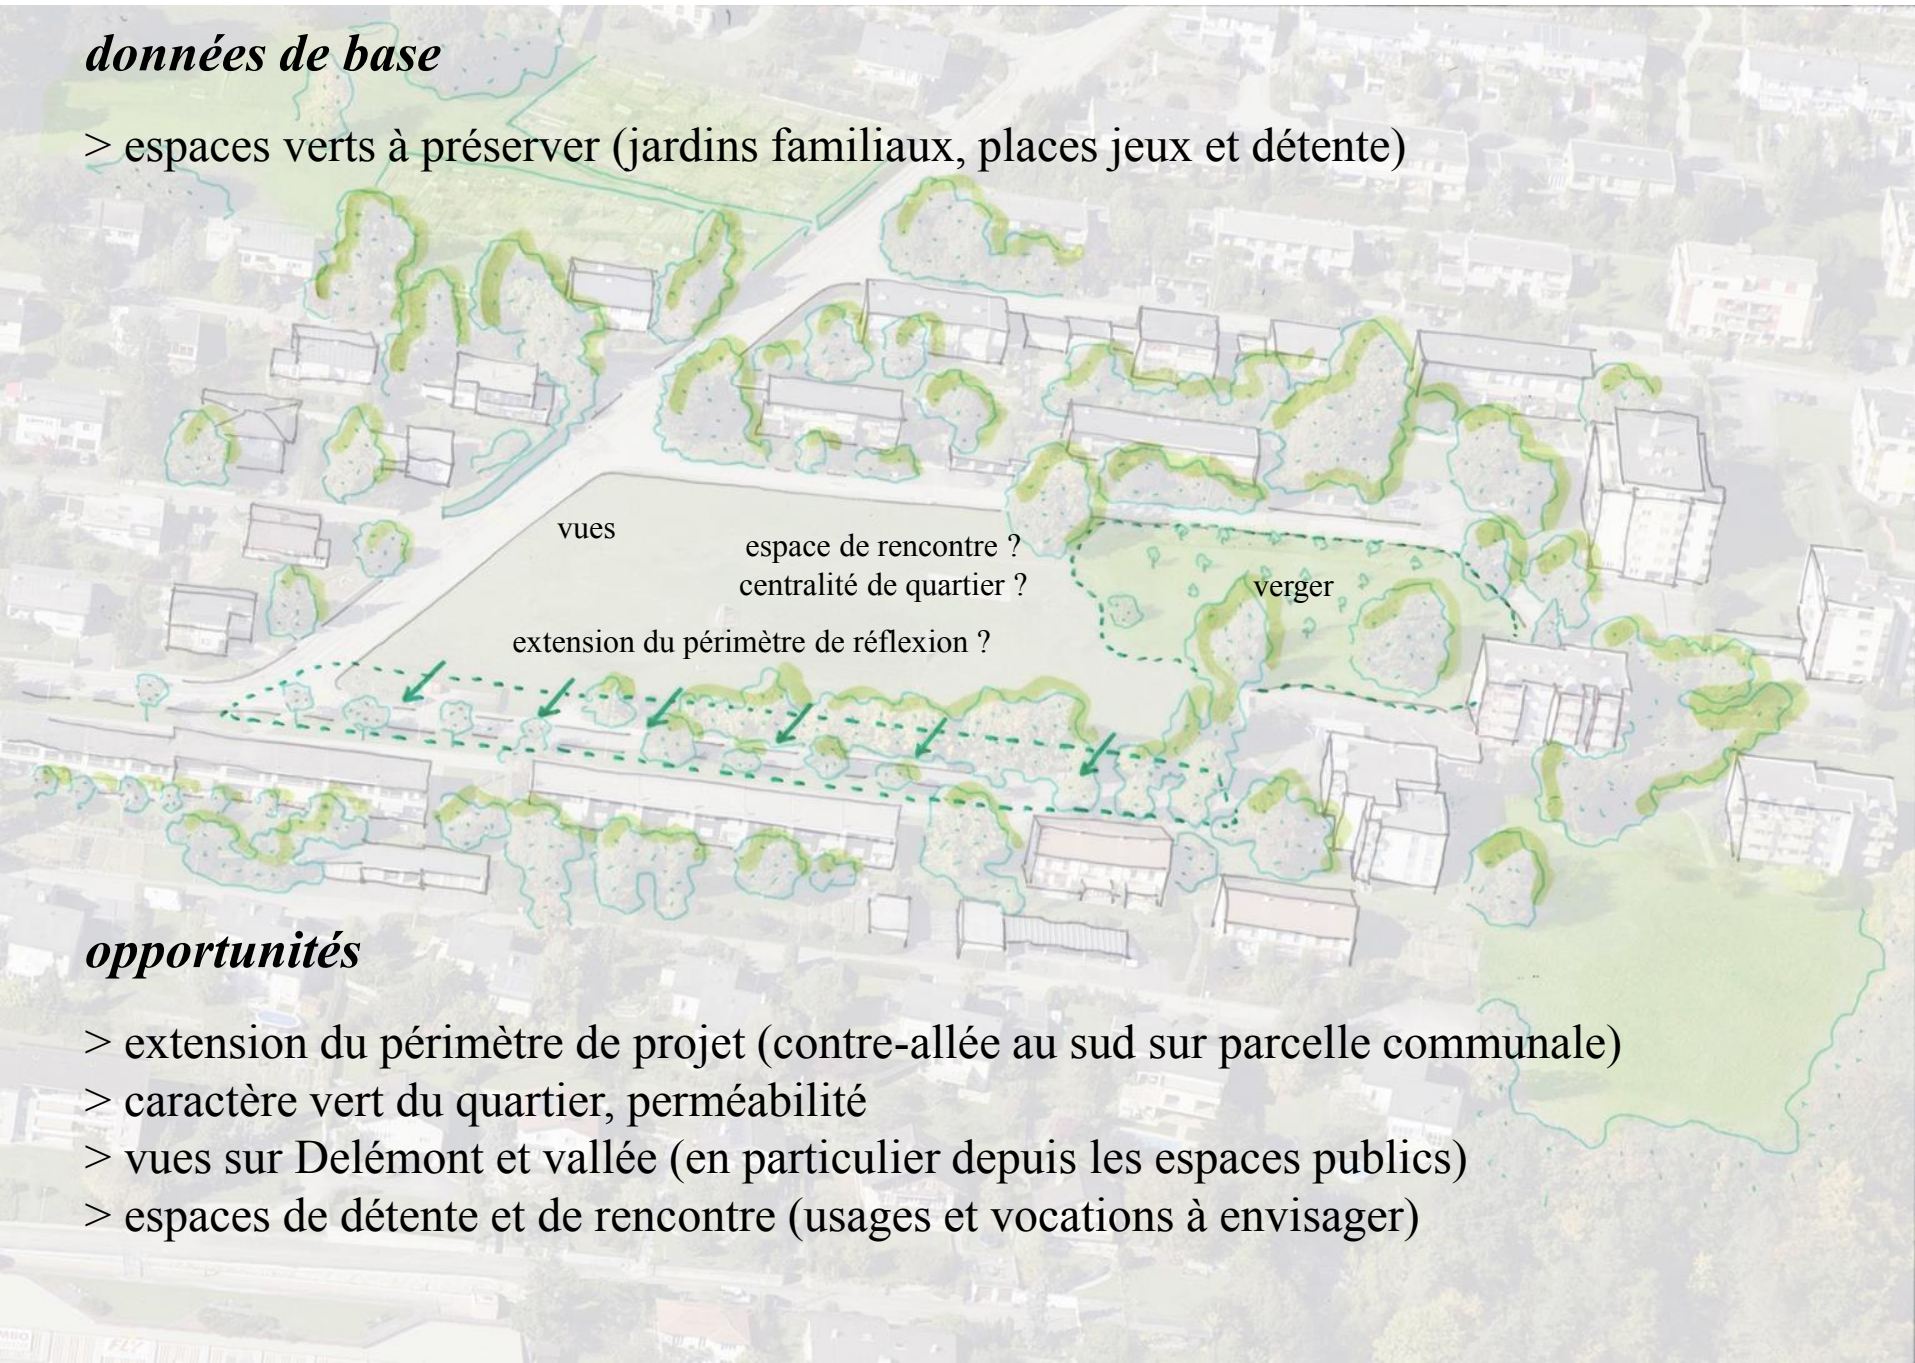 données de base
> espaces verts à préserver (jardins familiaux, places jeux et détente)
vues
espace de rencontre ?
centralité de quartier ?
verger
extension du périmètre de réflexion ?
opportunités
> extension du périmètre de projet (contre-allée au sud sur parcelle communale)
> caractère vert du quartier, perméabilité
> vues sur Delémont et vallée (en particulier depuis les espaces publics)
> espaces de détente et de rencontre (usages et vocations à envisager)
FLY